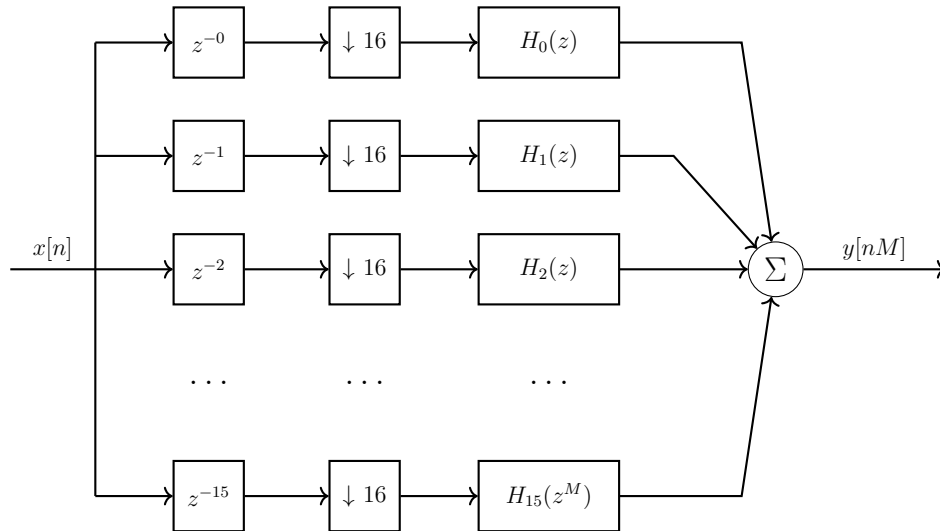 z^{-0} ↓ 16 H_0(z)
z^{-1} ↓ 16 H_1(z)
x[n] z^{-2} ↓ 16 H_2(z) Σ y[nM]
... ... ...
z^{-15} ↓ 16 H_{15}(z^M)